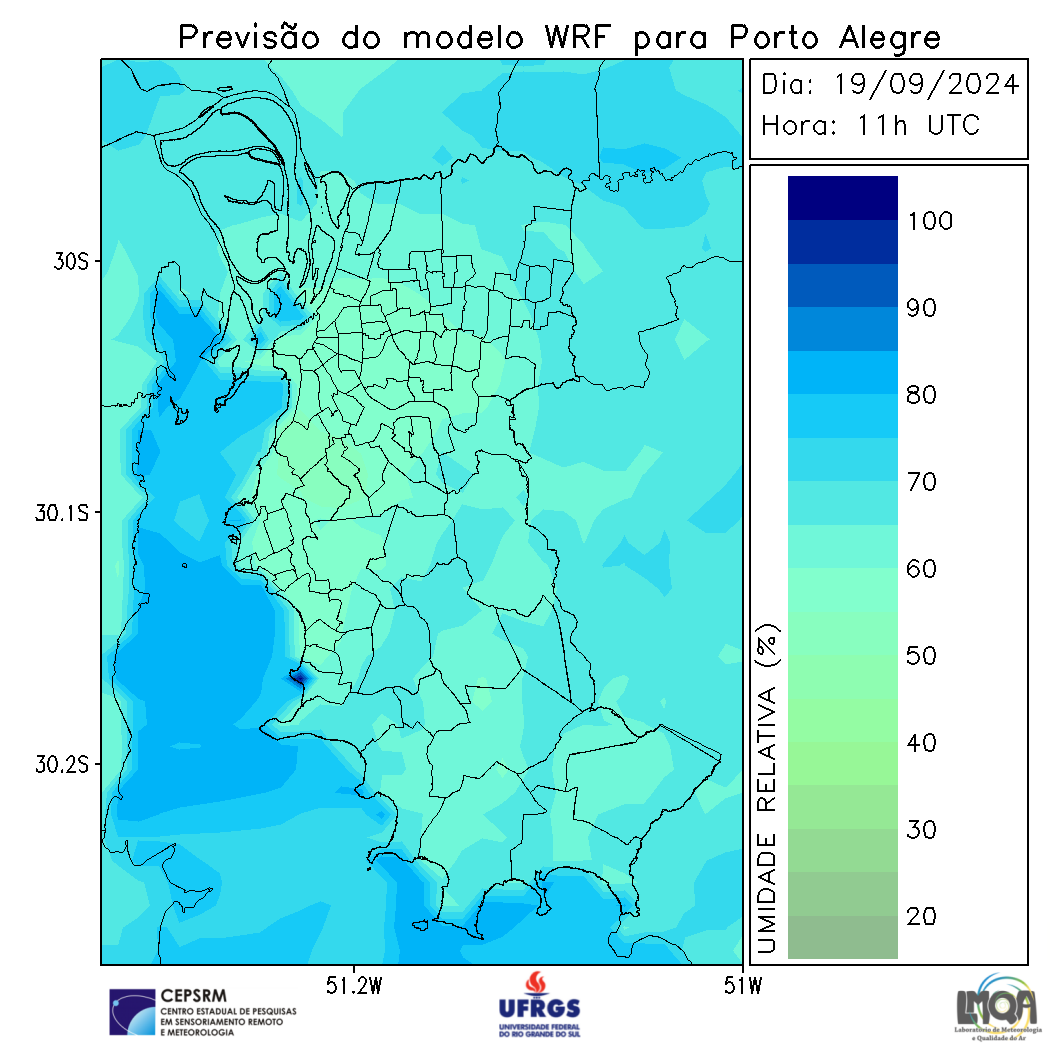 Previsão do modelo WRF para Porto Alegre
Dia: 19/09/2024
Hora: 11h UTC
30S
30.1S
30.2S
51.2W
51W
100
90
80
70
60
50
40
30
20
UMIDADE RELATIVA (%)
CEPSRM
CENTRO ESTADUAL DE PESQUISAS
EM SENSORIAMENTO REMOTO
E METEOROLOGIA
UFRGS
UNIVERSIDADE FEDERAL
DO RIO GRANDE DO SUL
LMQA
Laboratório de Meteorologia
e Qualidade do Ar